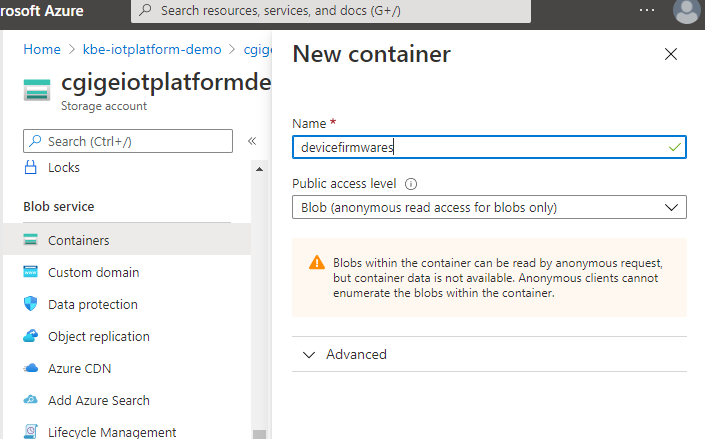 rosoft Azure
Search resources, services, and docs (G+/)
...
Home > kbe-iotplatform-demo > cgige
cgigeiotplatformde
Storage account
Search (Ctrl+/)
«
Locks
Blob service
Containers
Custom domain
Data protection
Object replication
Azure CDN
Add Azure Search
Lifecycle Management
New container
Name *
devicefirmwares
Public access level
Blob (anonymous read access for blobs only)
Blobs within the container can be read by anonymous request,
but container data is not available. Anonymous clients cannot
enumerate the blobs within the container.
Advanced